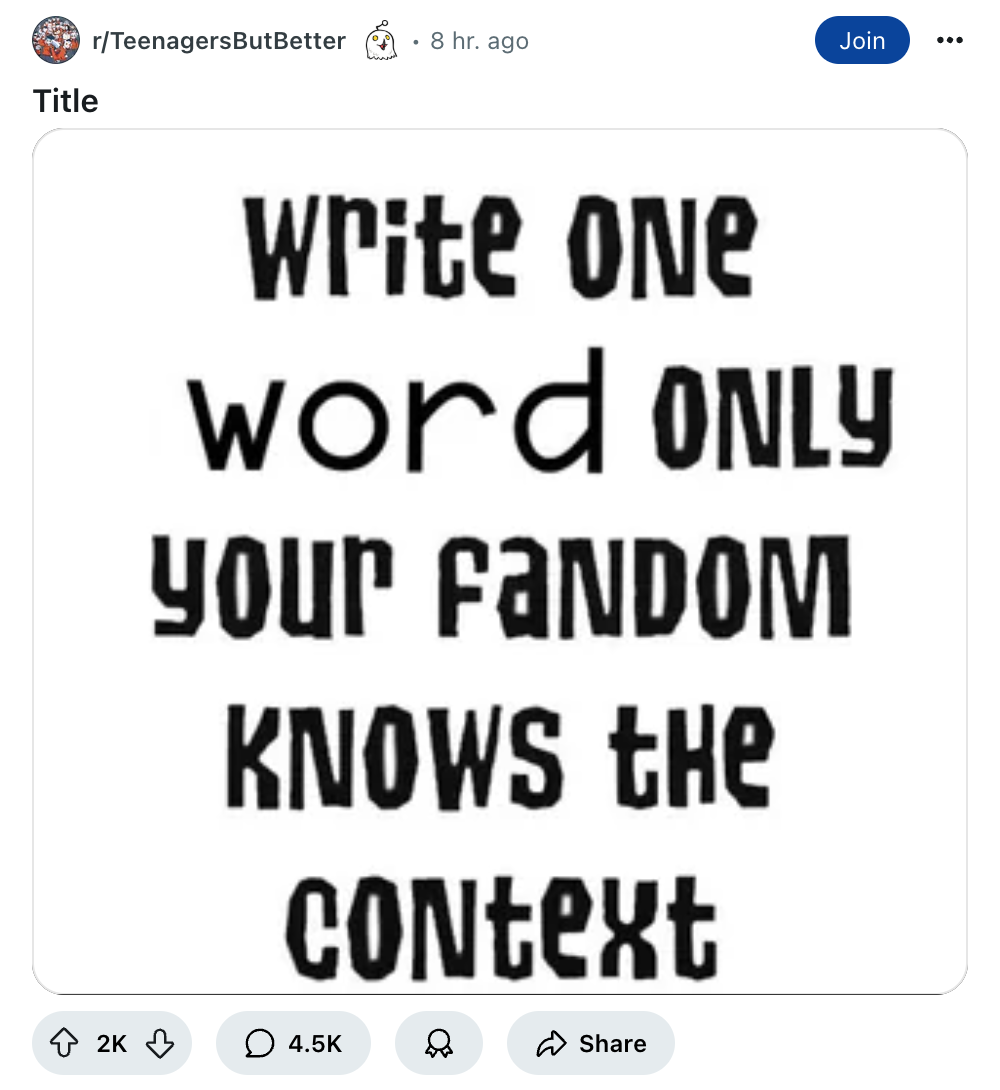 r/TeenagersButBetter • 8 hr. ago Join •••
Title
Write one
word only
your fandom
knows the
context
2K 4.5K Share